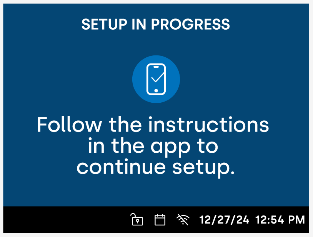 SETUP IN PROGRESS
Follow the instructions
in the app to
continue setup.
12/27/24 12:54 PM